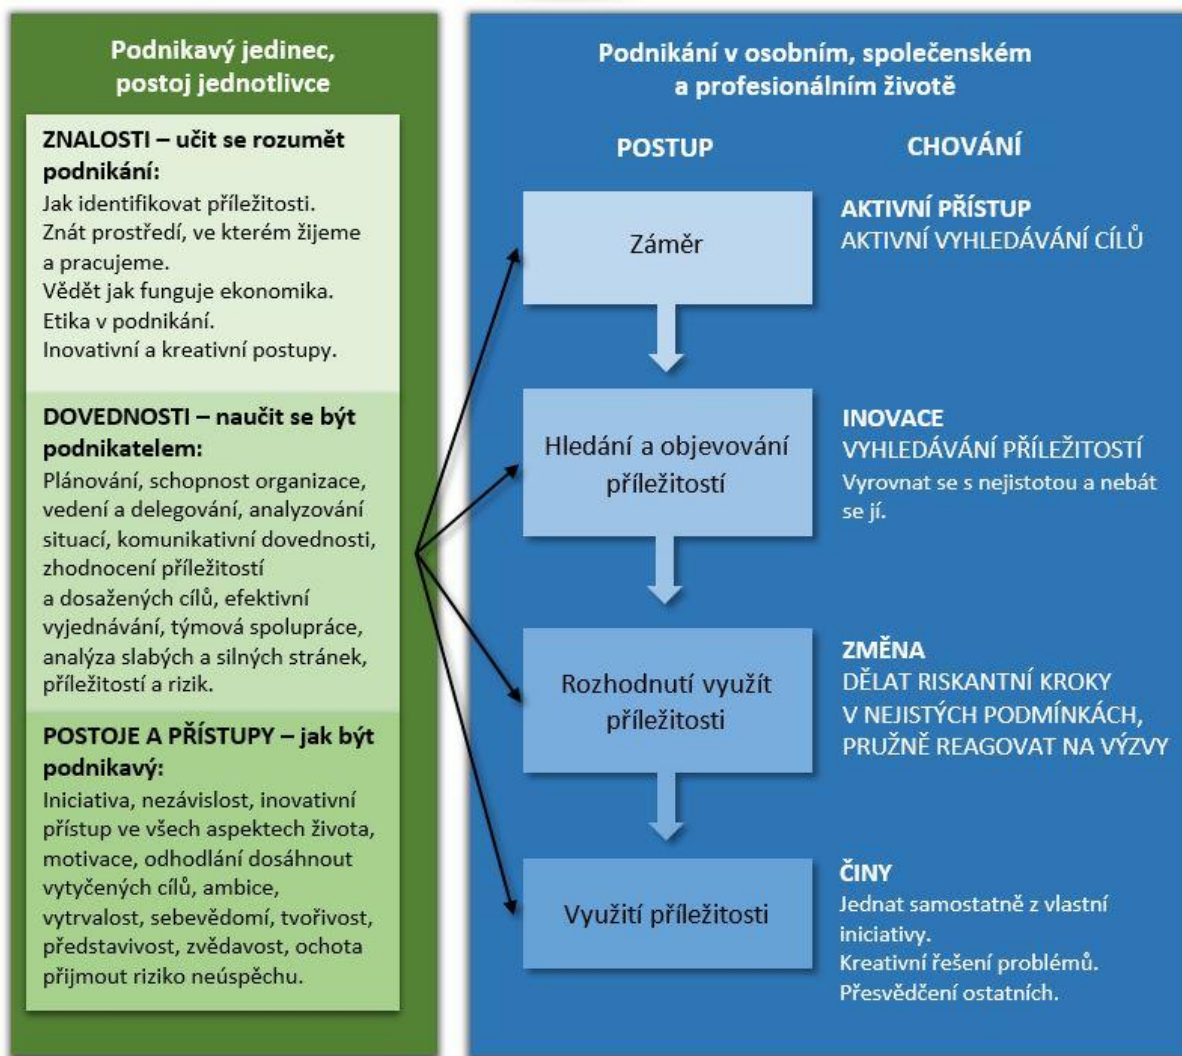 Podnikavý jedinec,
postoj jednotlivce
ZNALOSTI – učit se rozumět
podnikání:
Jak identifikovat příležitosti.
Znát prostředí, ve kterém žijeme
a pracujeme.
Vědět jak funguje ekonomika.
Etika v podnikání.
Inovativní a kreativní postupy.
DOVEDNOSTI – naučit se být
podnikatelem:
Plánování, schopnost organizace,
vedení a delegování, analyzování
situací, komunikativní dovednosti,
zhodnocení příležitostí
a dosažených cílů, efektivní
vyjednávání, týmová spolupráce,
analýza slabých a silných stránek,
příležitostí a rizik.
POSTOJE A PŘÍSTUPY – jak být
podnikavý:
Iniciativa, nezávislost, inovativní
přístup ve všech aspektech života,
motivace, odhodlání dosáhnout
vytyčených cílů, ambice,
vytrvalost, sebevědomí, tvořivost,
představivost, zvědavost, ochota
přijmout riziko neúspěchu.
Podnikání v osobním, společenském
a profesionálním životě
POSTUP
CHOVÁNÍ
Záměr
AKTIVNÍ PŘÍSTUP
AKTIVNÍ VYHLEDÁVÁNÍ CÍLŮ
Hledání a objevování
příležitostí
INOVACE
VYHLEDÁVÁNÍ PŘÍLEŽITOSTÍ
Vyrovnat se s nejistotou a nebát
se jí.
Rozhodnutí využít
příležitosti
ZMĚNA
DĚLAT RISKANTNÍ KROKY
V NEJISTÝCH PODMÍNKÁCH,
PRUŽNĚ REAGOVAT NA VÝZVY
Využití příležitosti
ČINY
Jednat samostatně z vlastní
iniciativy.
Kreativní řešení problémů.
Přesvědčení ostatních.